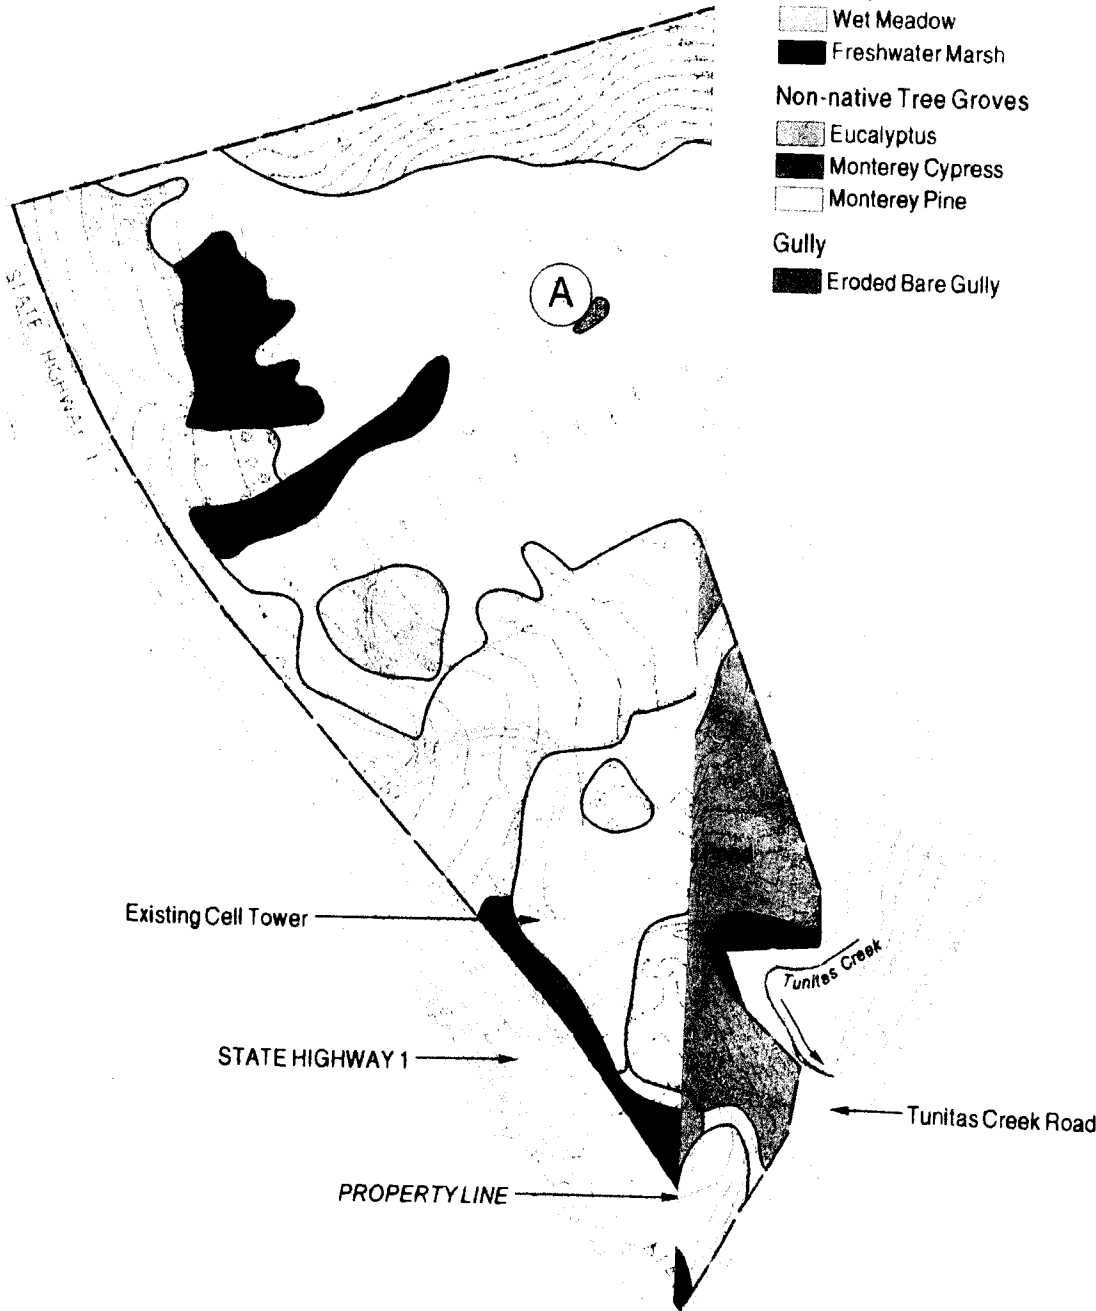 Wet Meadow
Freshwater Marsh
Non-native Tree Groves
Eucalyptus
Monterey Cypress
Monterey Pine
Gully
Eroded Bare Gully
A
STATE HIGHWAY 1
Existing Cell Tower
Tunitas Creek
STATE HIGHWAY 1
Tunitas Creek Road
PROPERTY LINE